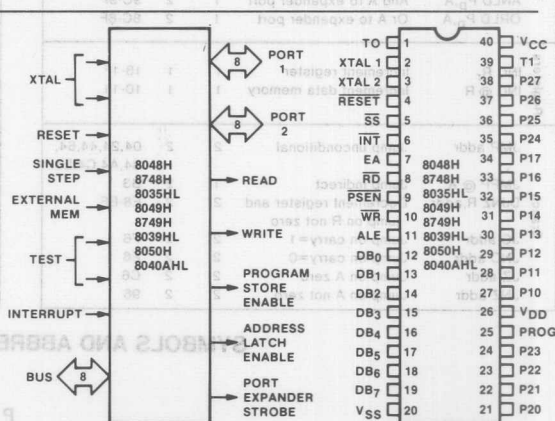 XTAL
RESET
SINGLE STEP
EXTERNAL MEM
TEST
INTERRUPT
BUS
8
8048H
8748H
8035HL
8049H
8749H
8039HL
8050H
8040AHL
8
PORT 1
8
PORT 2
READ
WRITE
PROGRAM STORE ENABLE
ADDRESS LATCH ENABLE
PORT EXPANDER STROBE
TO 1
XTAL 1 2
XTAL 2 3
RESET 4
SS 5
INT 6
EA 7
RD 8
PSEN 9
WR 10
ALE 11
DB0 12
DB1 13
DB2 14
DB3 15
DB4 16
DB5 17
DB6 18
DB7 19
VSS 20
8048H
8748H
8035HL
8049H
8749H
8039HL
8050H
8040AHL
40 VCC
39 T1
38 P27
37 P26
36 P25
35 P24
34 P17
33 P16
32 P15
31 P14
30 P13
29 P12
28 P11
27 P10
26 VDD
25 PROG
24 P23
23 P22
22 P21
21 P20